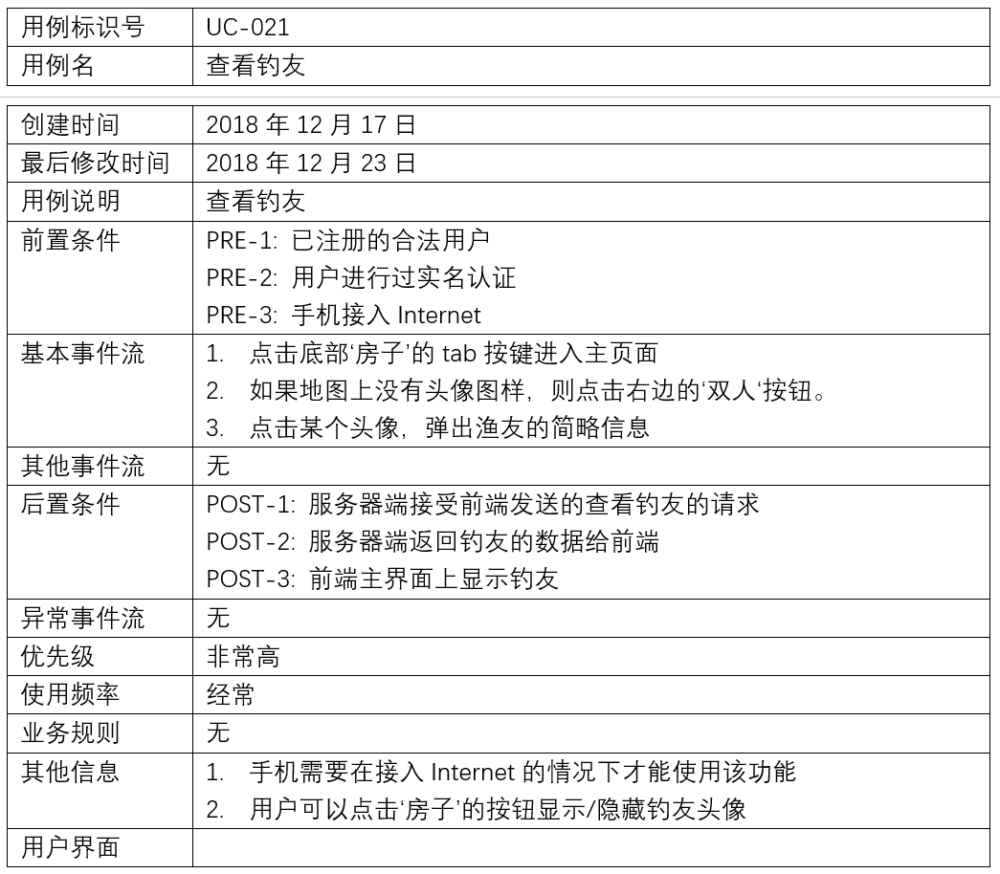 用例标识号 UC-021
用例名 查看钓友
创建时间 2018 年 12 月 17 日
最后修改时间 2018 年 12 月 23 日
用例说明 查看钓友
前置条件 PRE-1: 已注册的合法用户
PRE-2: 用户进行过实名认证
PRE-3: 手机接入 Internet
基本事件流 1. 点击底部‘房子’的 tab 按键进入主页面
2. 如果地图上没有头像图样，则点击右边的‘双人‘按钮。
3. 点击某个头像，弹出渔友的简略信息
其他事件流 无
后置条件 POST-1: 服务器端接受前端发送的查看钓友的请求
POST-2: 服务器端返回钓友的数据给前端
POST-3: 前端主界面上显示钓友
异常事件流 无
优先级 非常高
使用频率 经常
业务规则 无
其他信息 1. 手机需要在接入 Internet 的情况下才能使用该功能
2. 用户可以点击‘房子’的按钮显示/隐藏钓友头像
用户界面